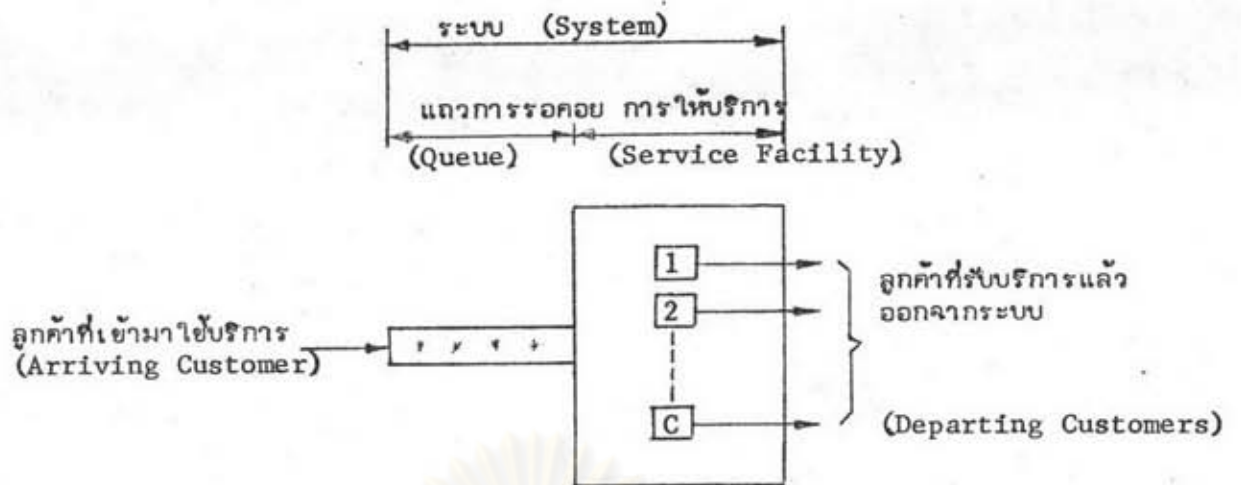 ระบบ (System)
แถวการรอคอย การให้บริการ
(Queue) (Service Facility)
1
2
C
ลูกค้าที่เข้ามาใช้บริการ
(Arriving Customer)
ลูกค้าที่รับบริการแล้ว
ออกจากระบบ
(Departing Customers)